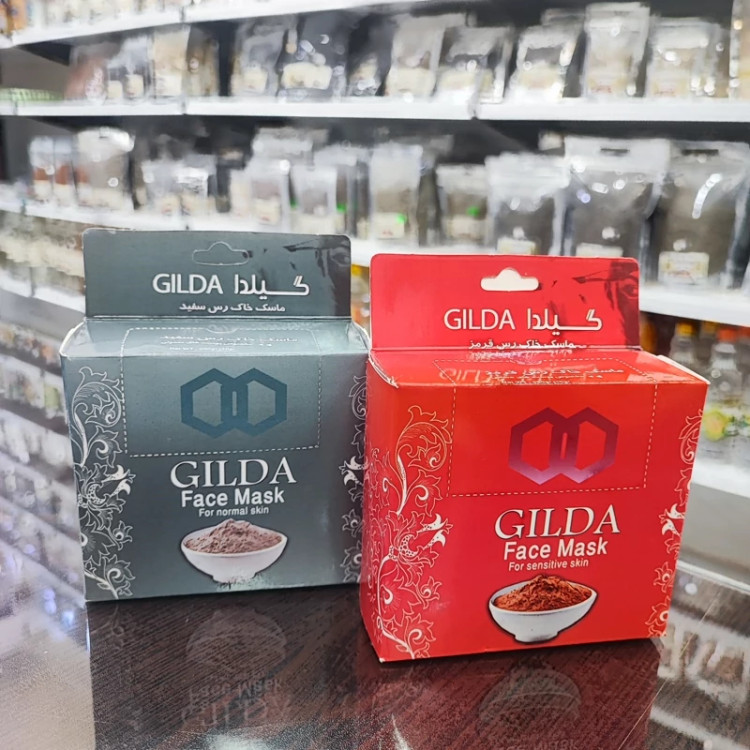 GILDA گیلدا
ماسک خاک رس سفید
GILDA
Face Mask
For normal skin
GILDA گیلدا
ماسک خاک رس قرمز
GILDA
Face Mask
For sensitive skin